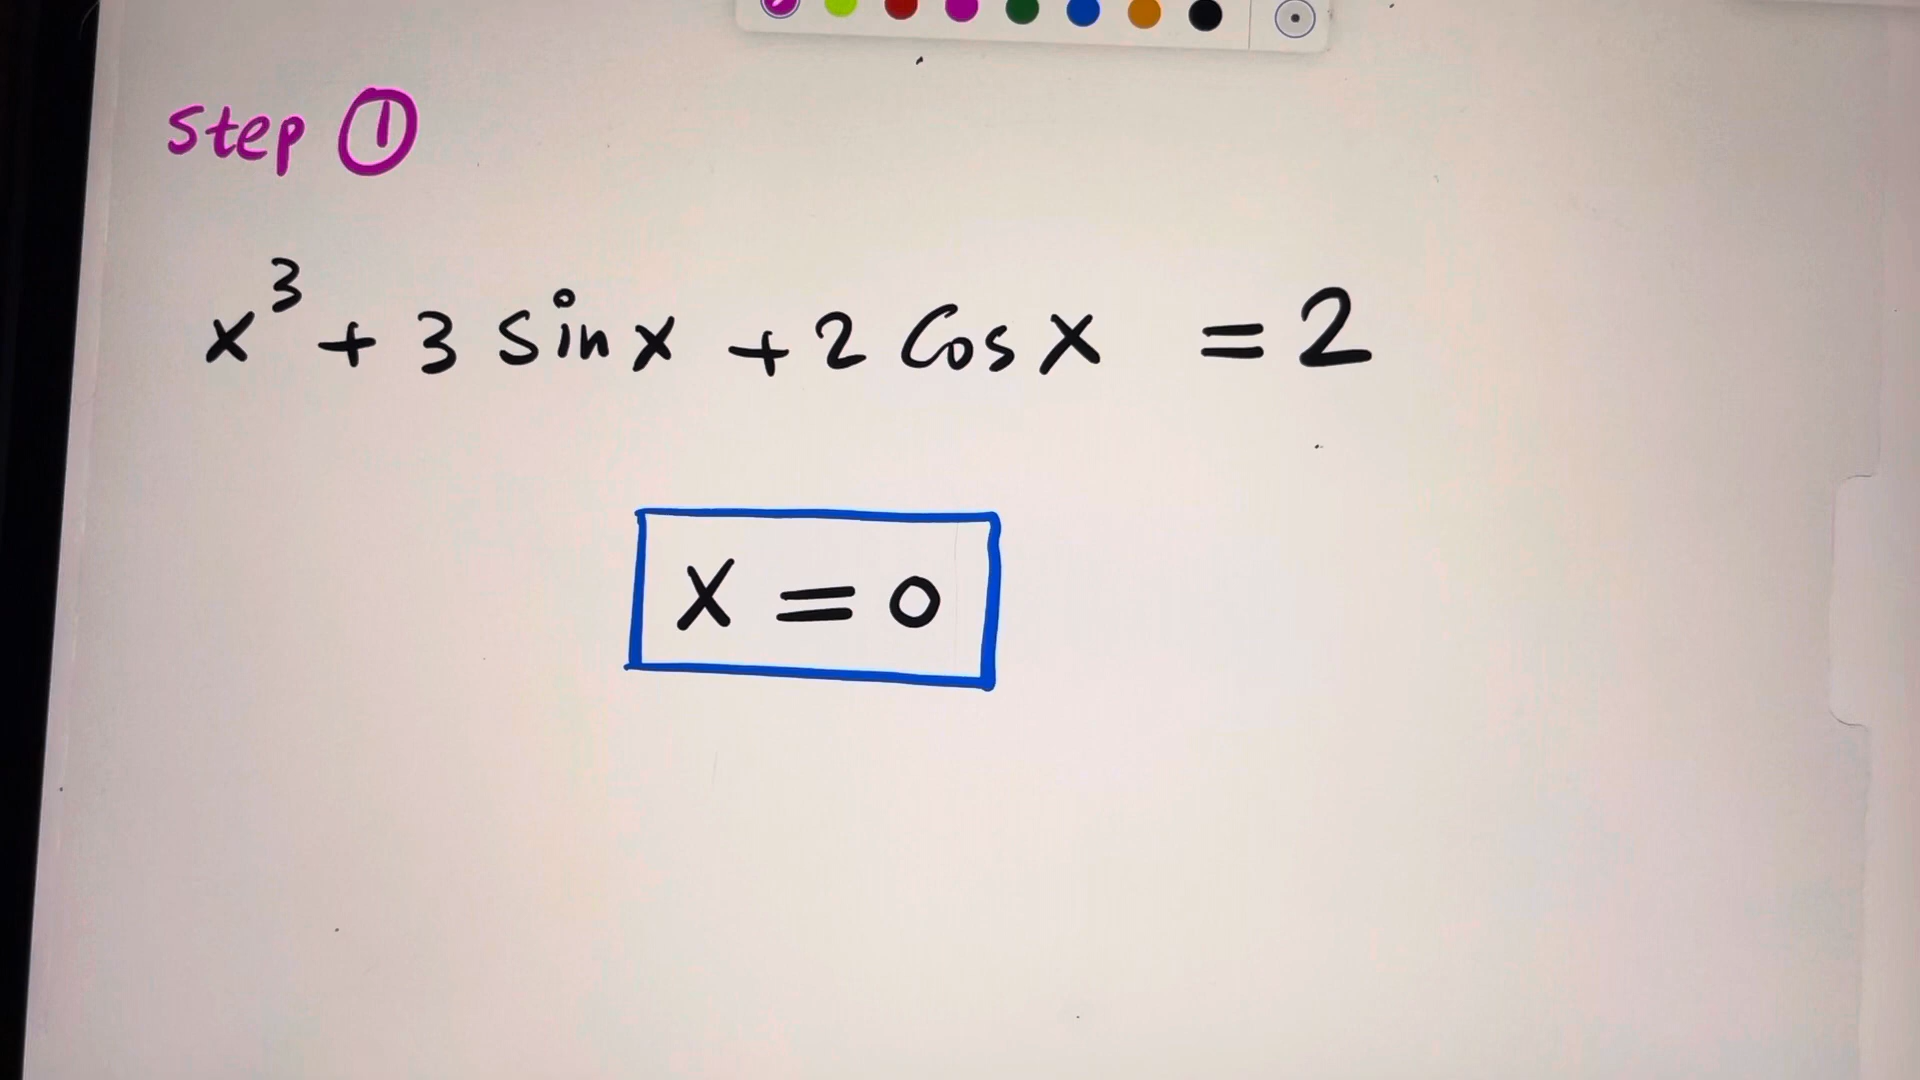 step ①
x³ + 3 sin x + 2 cos x = 2
x = 0